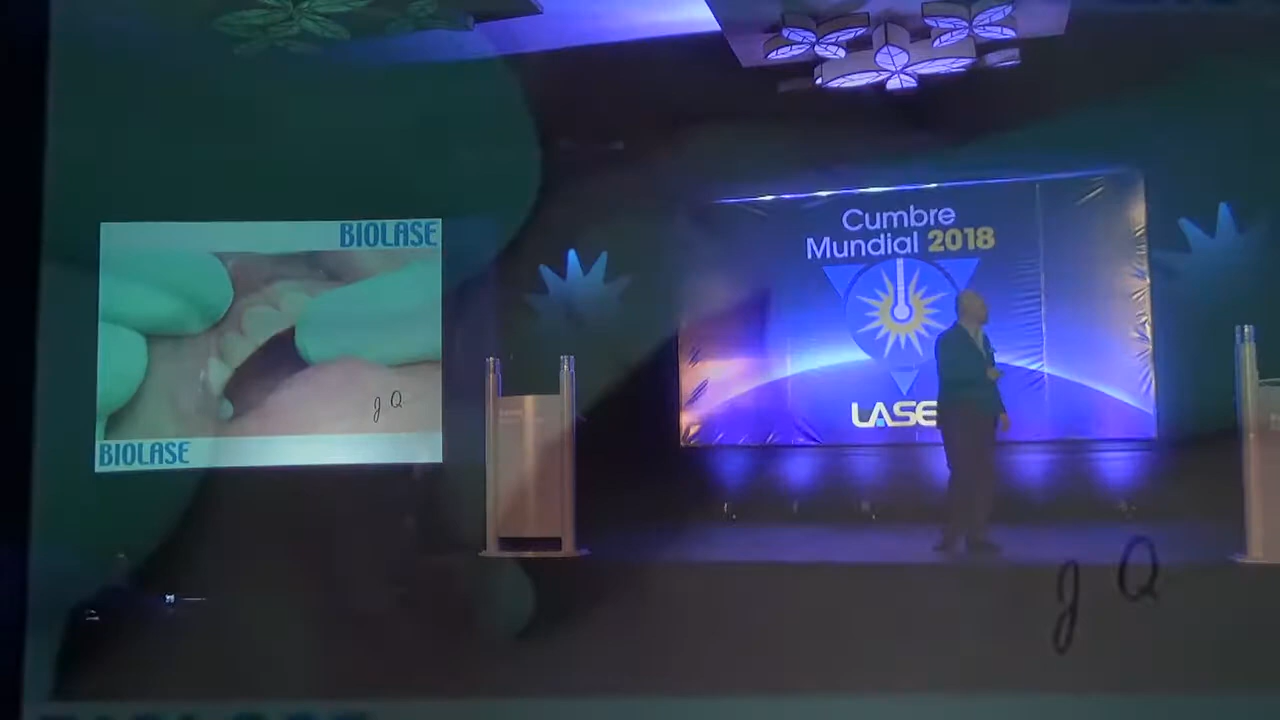 BIOLASE
J Q
BIOLASE
Cumbre
Mundial 2018
LASE
J Q